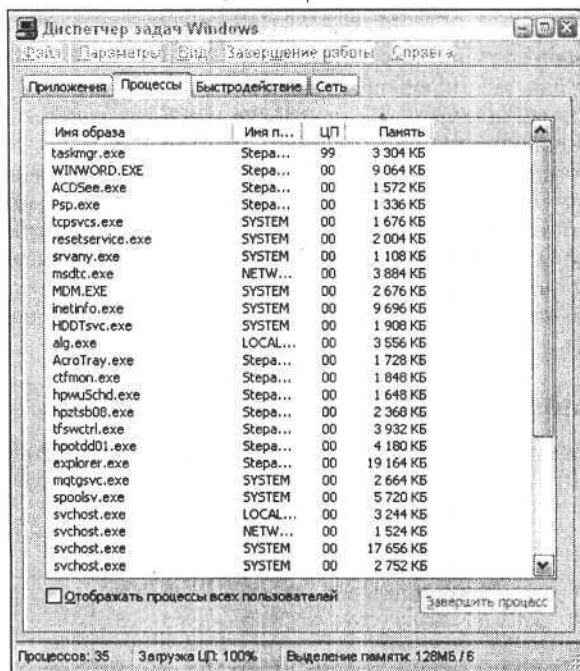 Диспетчер задач Windows
Файл Параметры Вид Завершение работы Справка
Приложения Процессы Быстродействие Сеть
Имя образа Имя п... ЦП Память
taskmgr.exe Stepa... 99 3 304 КБ
WINWORD.EXE Stepa... 00 9 064 КБ
ACDSee.exe Stepa... 00 1 572 КБ
Psp.exe Stepa... 00 1 336 КБ
tcpsvcs.exe SYSTEM 00 1 676 КБ
resetservice.exe SYSTEM 00 2 004 КБ
srvany.exe SYSTEM 00 1 108 КБ
msdtc.exe NETW... 00 3 884 КБ
MDM.EXE SYSTEM 00 2 676 КБ
inetinfo.exe SYSTEM 00 9 696 КБ
HDDTsvc.exe SYSTEM 00 1 908 КБ
alg.exe LOCAL... 00 3 556 КБ
AcroTray.exe Stepa... 00 1 728 КБ
ctfmon.exe Stepa... 00 1 848 КБ
hpwuSchd.exe Stepa... 00 1 648 КБ
hpztsb08.exe Stepa... 00 2 368 КБ
tfswctrl.exe Stepa... 00 3 932 КБ
hpotdd01.exe Stepa... 00 4 180 КБ
explorer.exe Stepa... 00 19 164 КБ
mqtgsvc.exe SYSTEM 00 2 664 КБ
spoolsv.exe SYSTEM 00 5 720 КБ
svchost.exe LOCAL... 00 3 244 КБ
svchost.exe NETW... 00 1 524 КБ
svchost.exe SYSTEM 00 17 656 КБ
svchost.exe SYSTEM 00 2 752 КБ
Отображать процессы всех пользователей Завершить процесс
Процессов: 35 Загрузка ЦП: 100% Выделение памяти: 128МБ / 6